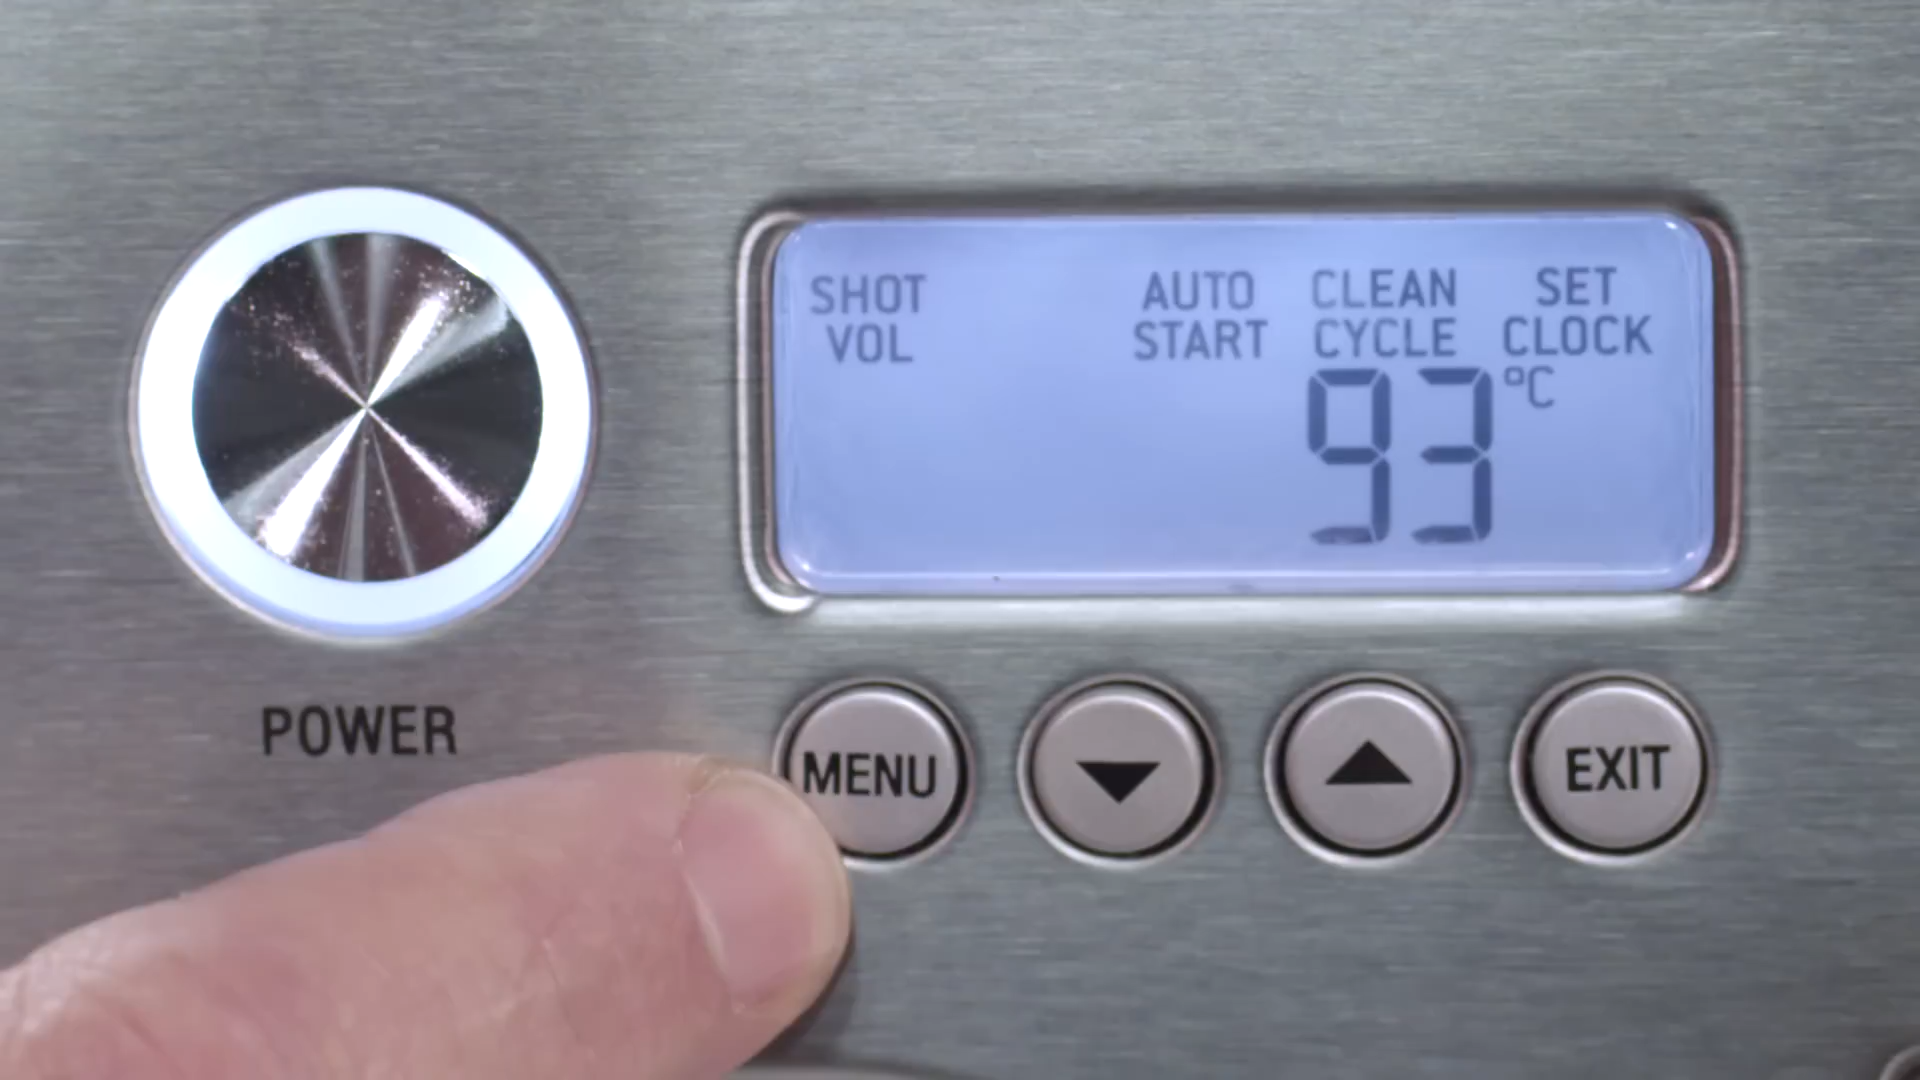 SHOT VOL
AUTO START
CLEAN CYCLE
SET CLOCK
93 °C
POWER
MENU
EXIT